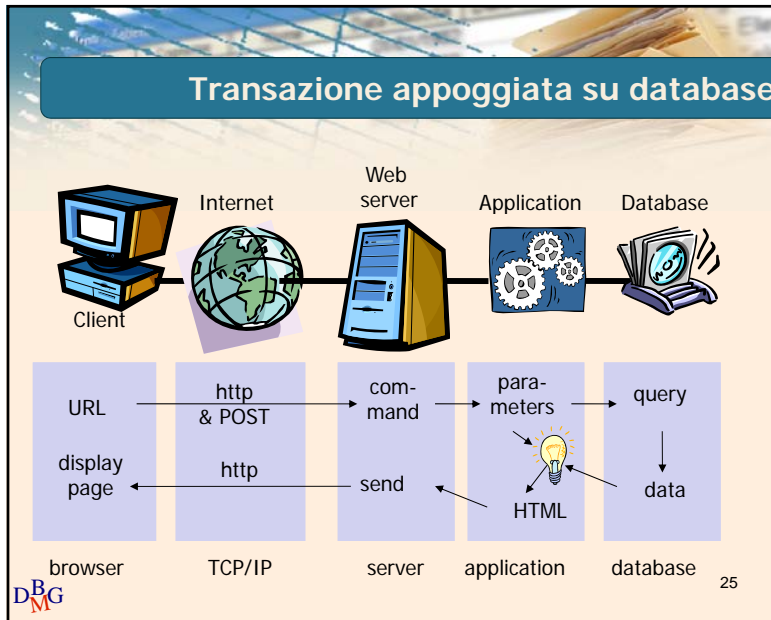 Transazione appoggiata su database
Internet
Web
server
Application
Database
Client
URL
http
& POST
com-
mand
para-
meters
query
display
page
http
send
HTML
data
browser
TCP/IP
server
application
database
DBMG
25